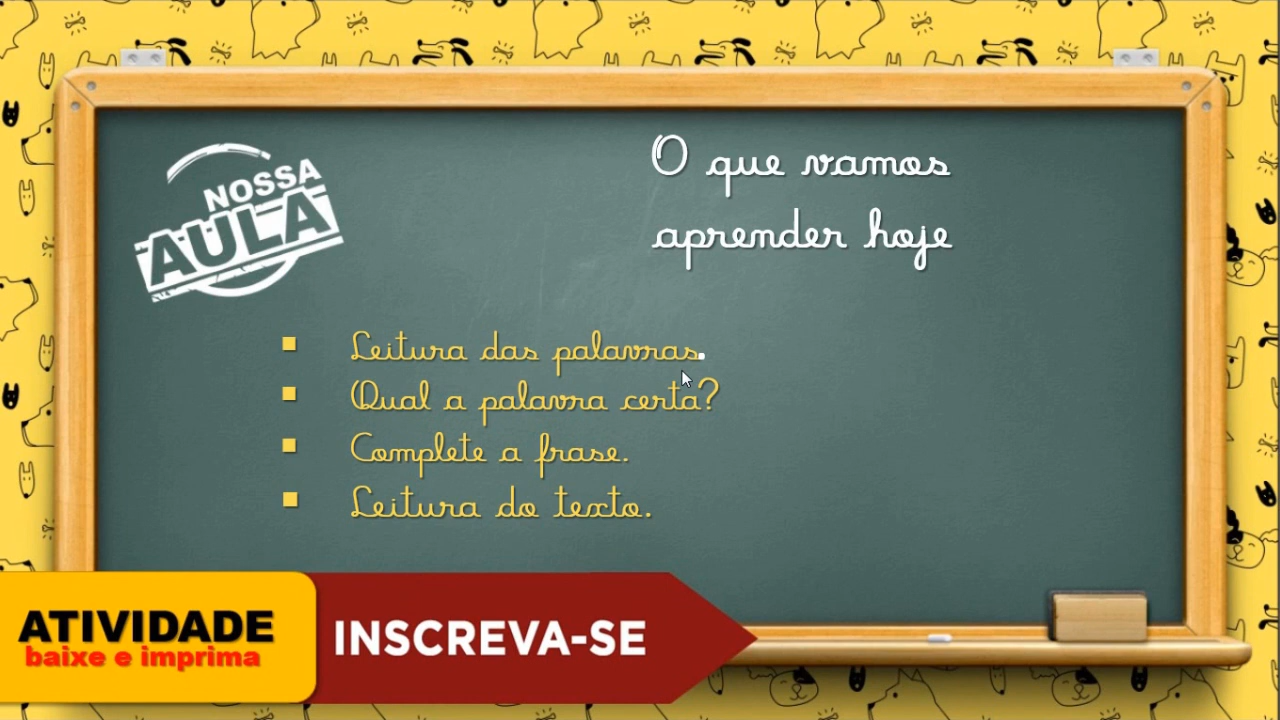 NOSSA
AULA
O que vamos
aprender hoje
Leitura das palavras.
Qual a palavra certa?
Complete a frase.
Leitura do texto.
ATIVIDADE
baixe e imprima
INSCREVA-SE